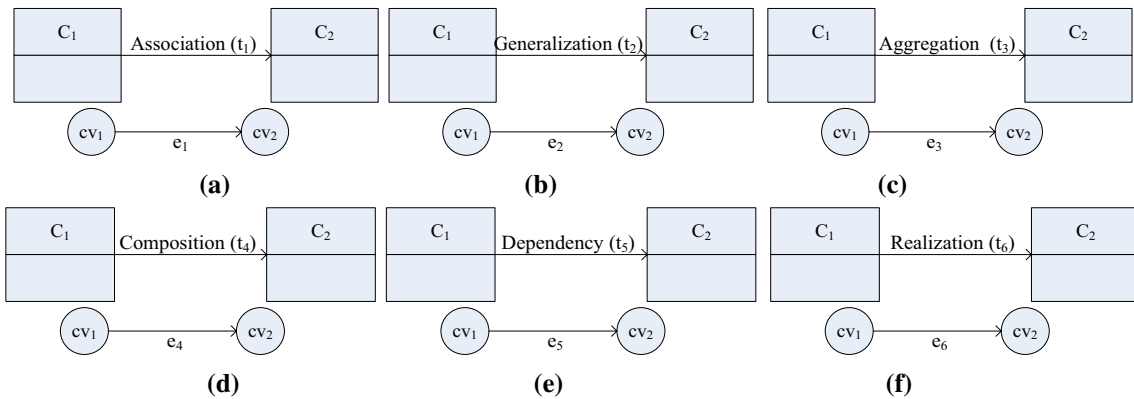 C₁ Association (t₁) C₂
cv₁ e₁ cv₂
(a)
C₁ Generalization (t₂) C₂
cv₁ e₂ cv₂
(b)
C₁ Aggregation (t₃) C₂
cv₁ e₃ cv₂
(c)
C₁ Composition (t₄) C₂
cv₁ e₄ cv₂
(d)
C₁ Dependency (t₅) C₂
cv₁ e₅ cv₂
(e)
C₁ Realization (t₆) C₂
cv₁ e₆ cv₂
(f)